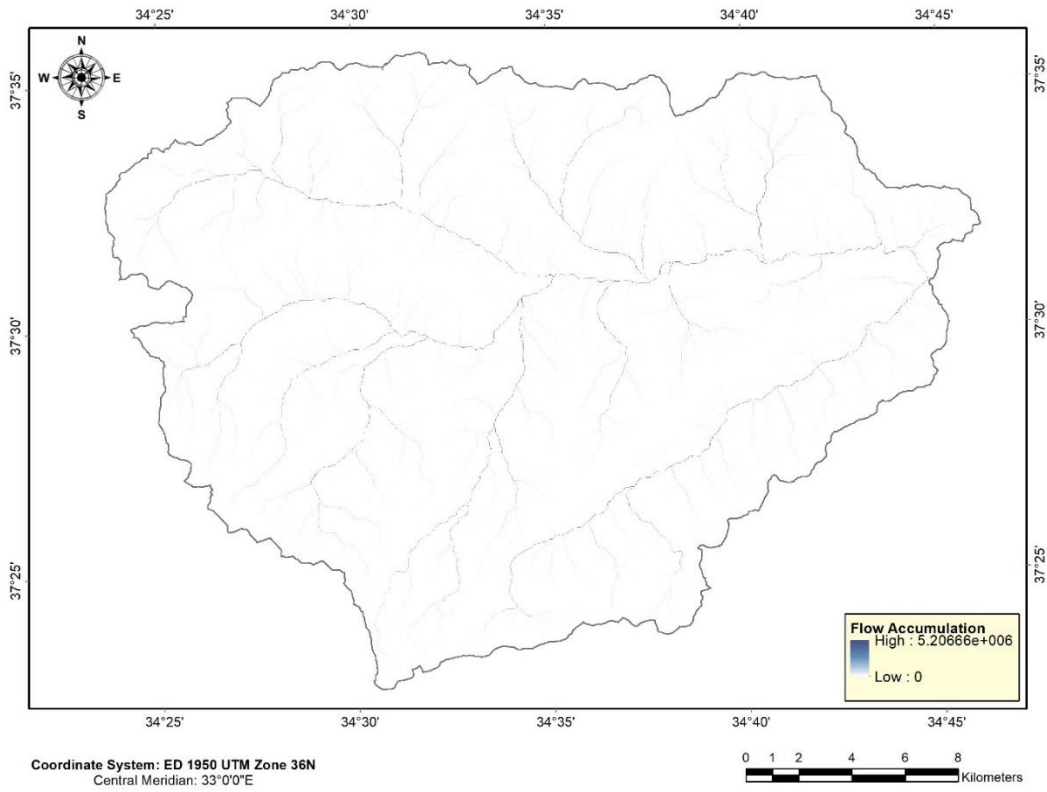 34°25' 34°30' 34°35' 34°40' 34°45'
N
W E
S
37°35' 37°35'
37°30' 37°30'
37°25' 37°25'
Flow Accumulation
High : 5.20666e+006
Low : 0
34°25' 34°30' 34°35' 34°40' 34°45'
Coordinate System: ED 1950 UTM Zone 36N
Central Meridian: 33°0'0"E
0 1 2 4 6 8
Kilometers